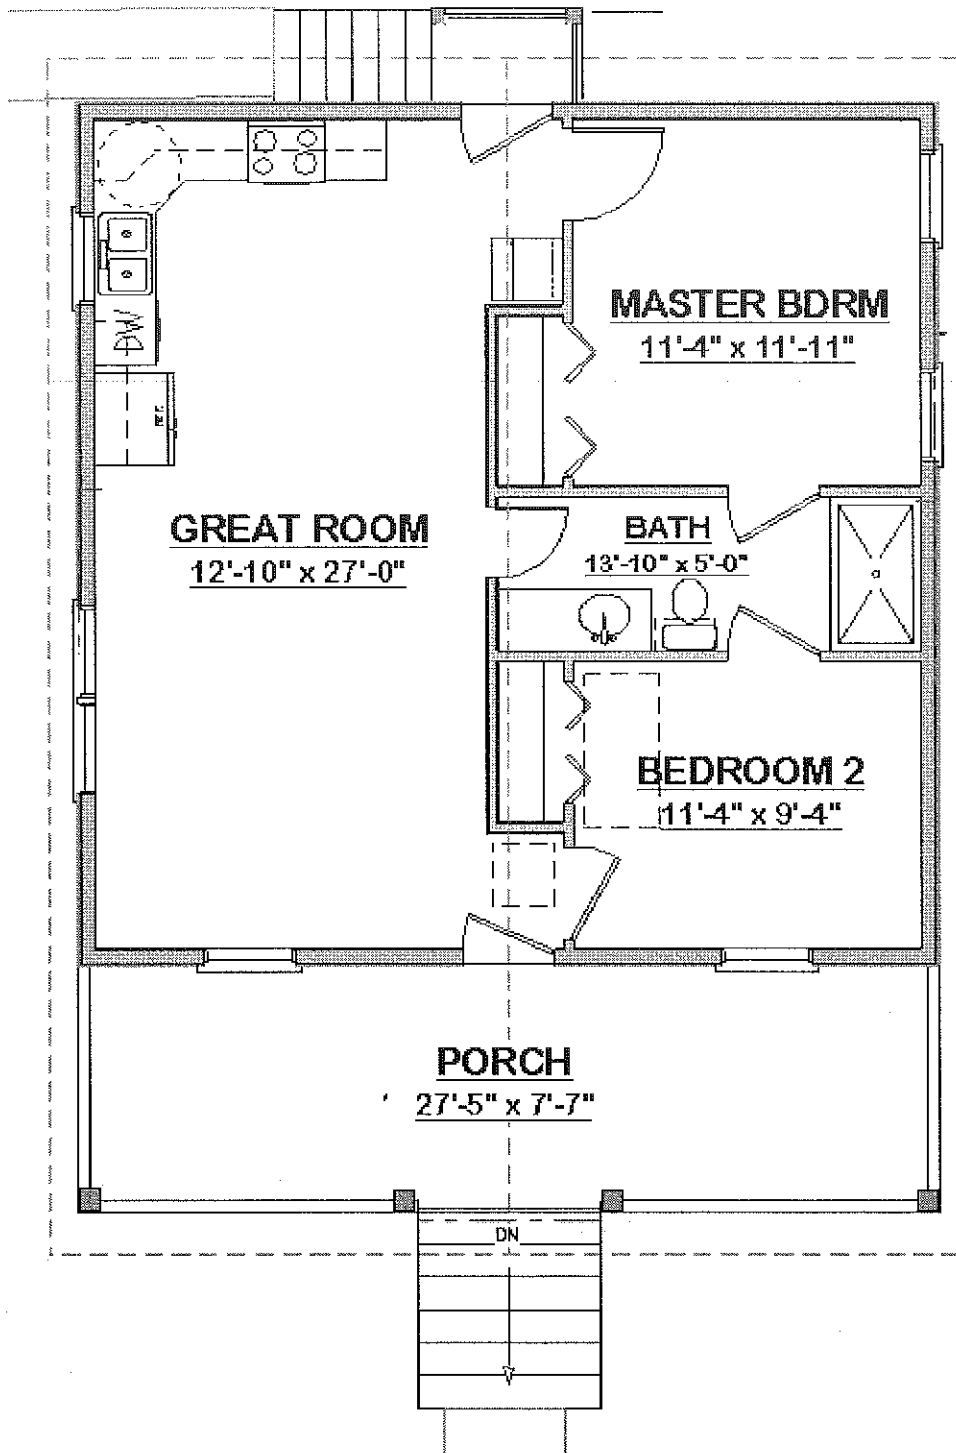 MASTER BDRM
11'-4" x 11'-11"
DW
REF.
GREAT ROOM
12'-10" x 27'-0"
BATH
13'-10" x 5'-0"
BEDROOM 2
11'-4" x 9'-4"
PORCH
27'-5" x 7'-7"
DN